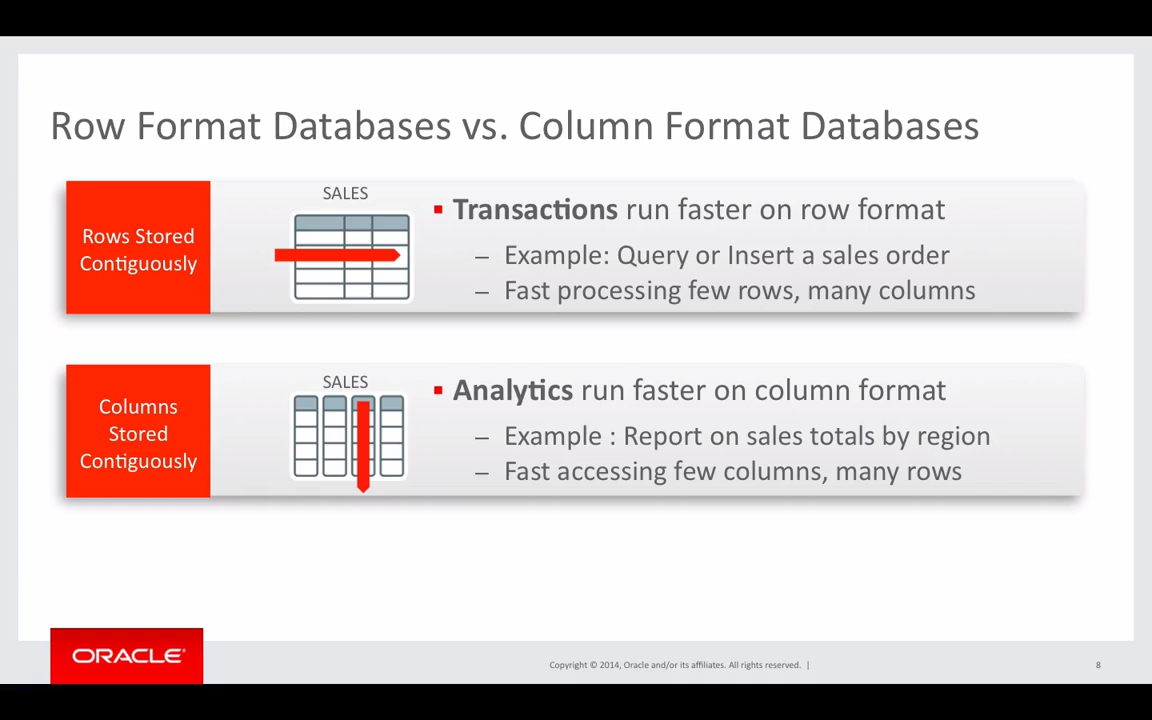 Row Format Databases vs. Column Format Databases
Rows Stored
Contiguously
SALES
▪ Transactions run faster on row format
– Example: Query or Insert a sales order
– Fast processing few rows, many columns
Columns
Stored
Contiguously
SALES
▪ Analytics run faster on column format
– Example : Report on sales totals by region
– Fast accessing few columns, many rows
ORACLE®
Copyright © 2014, Oracle and/or its affiliates. All rights reserved. |
8